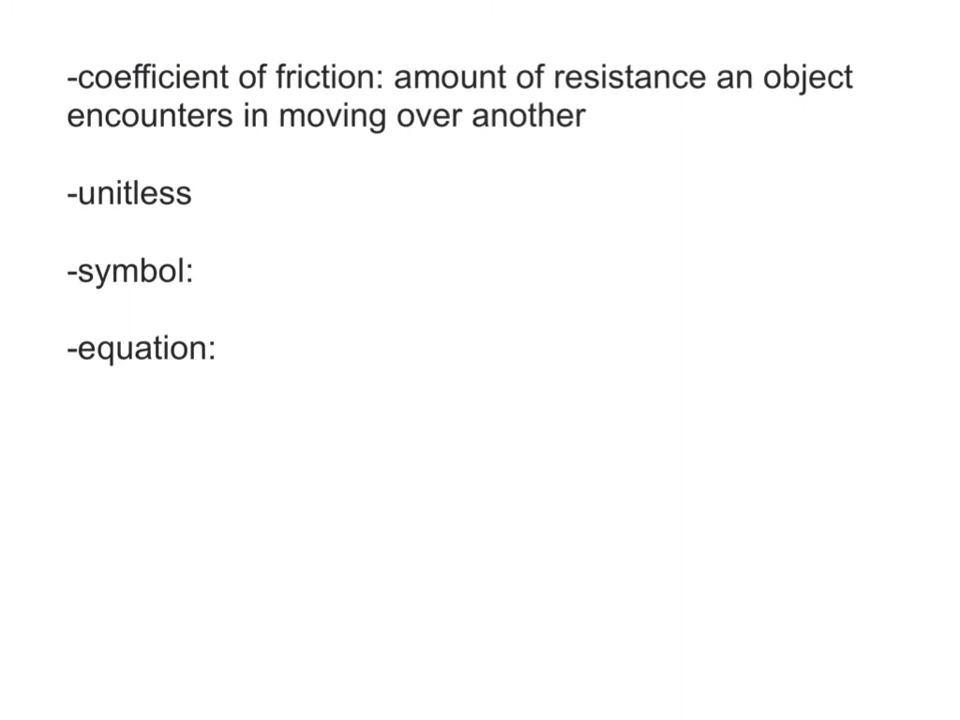 -coefficient of friction: amount of resistance an object
encounters in moving over another
-unitless
-symbol:
-equation: